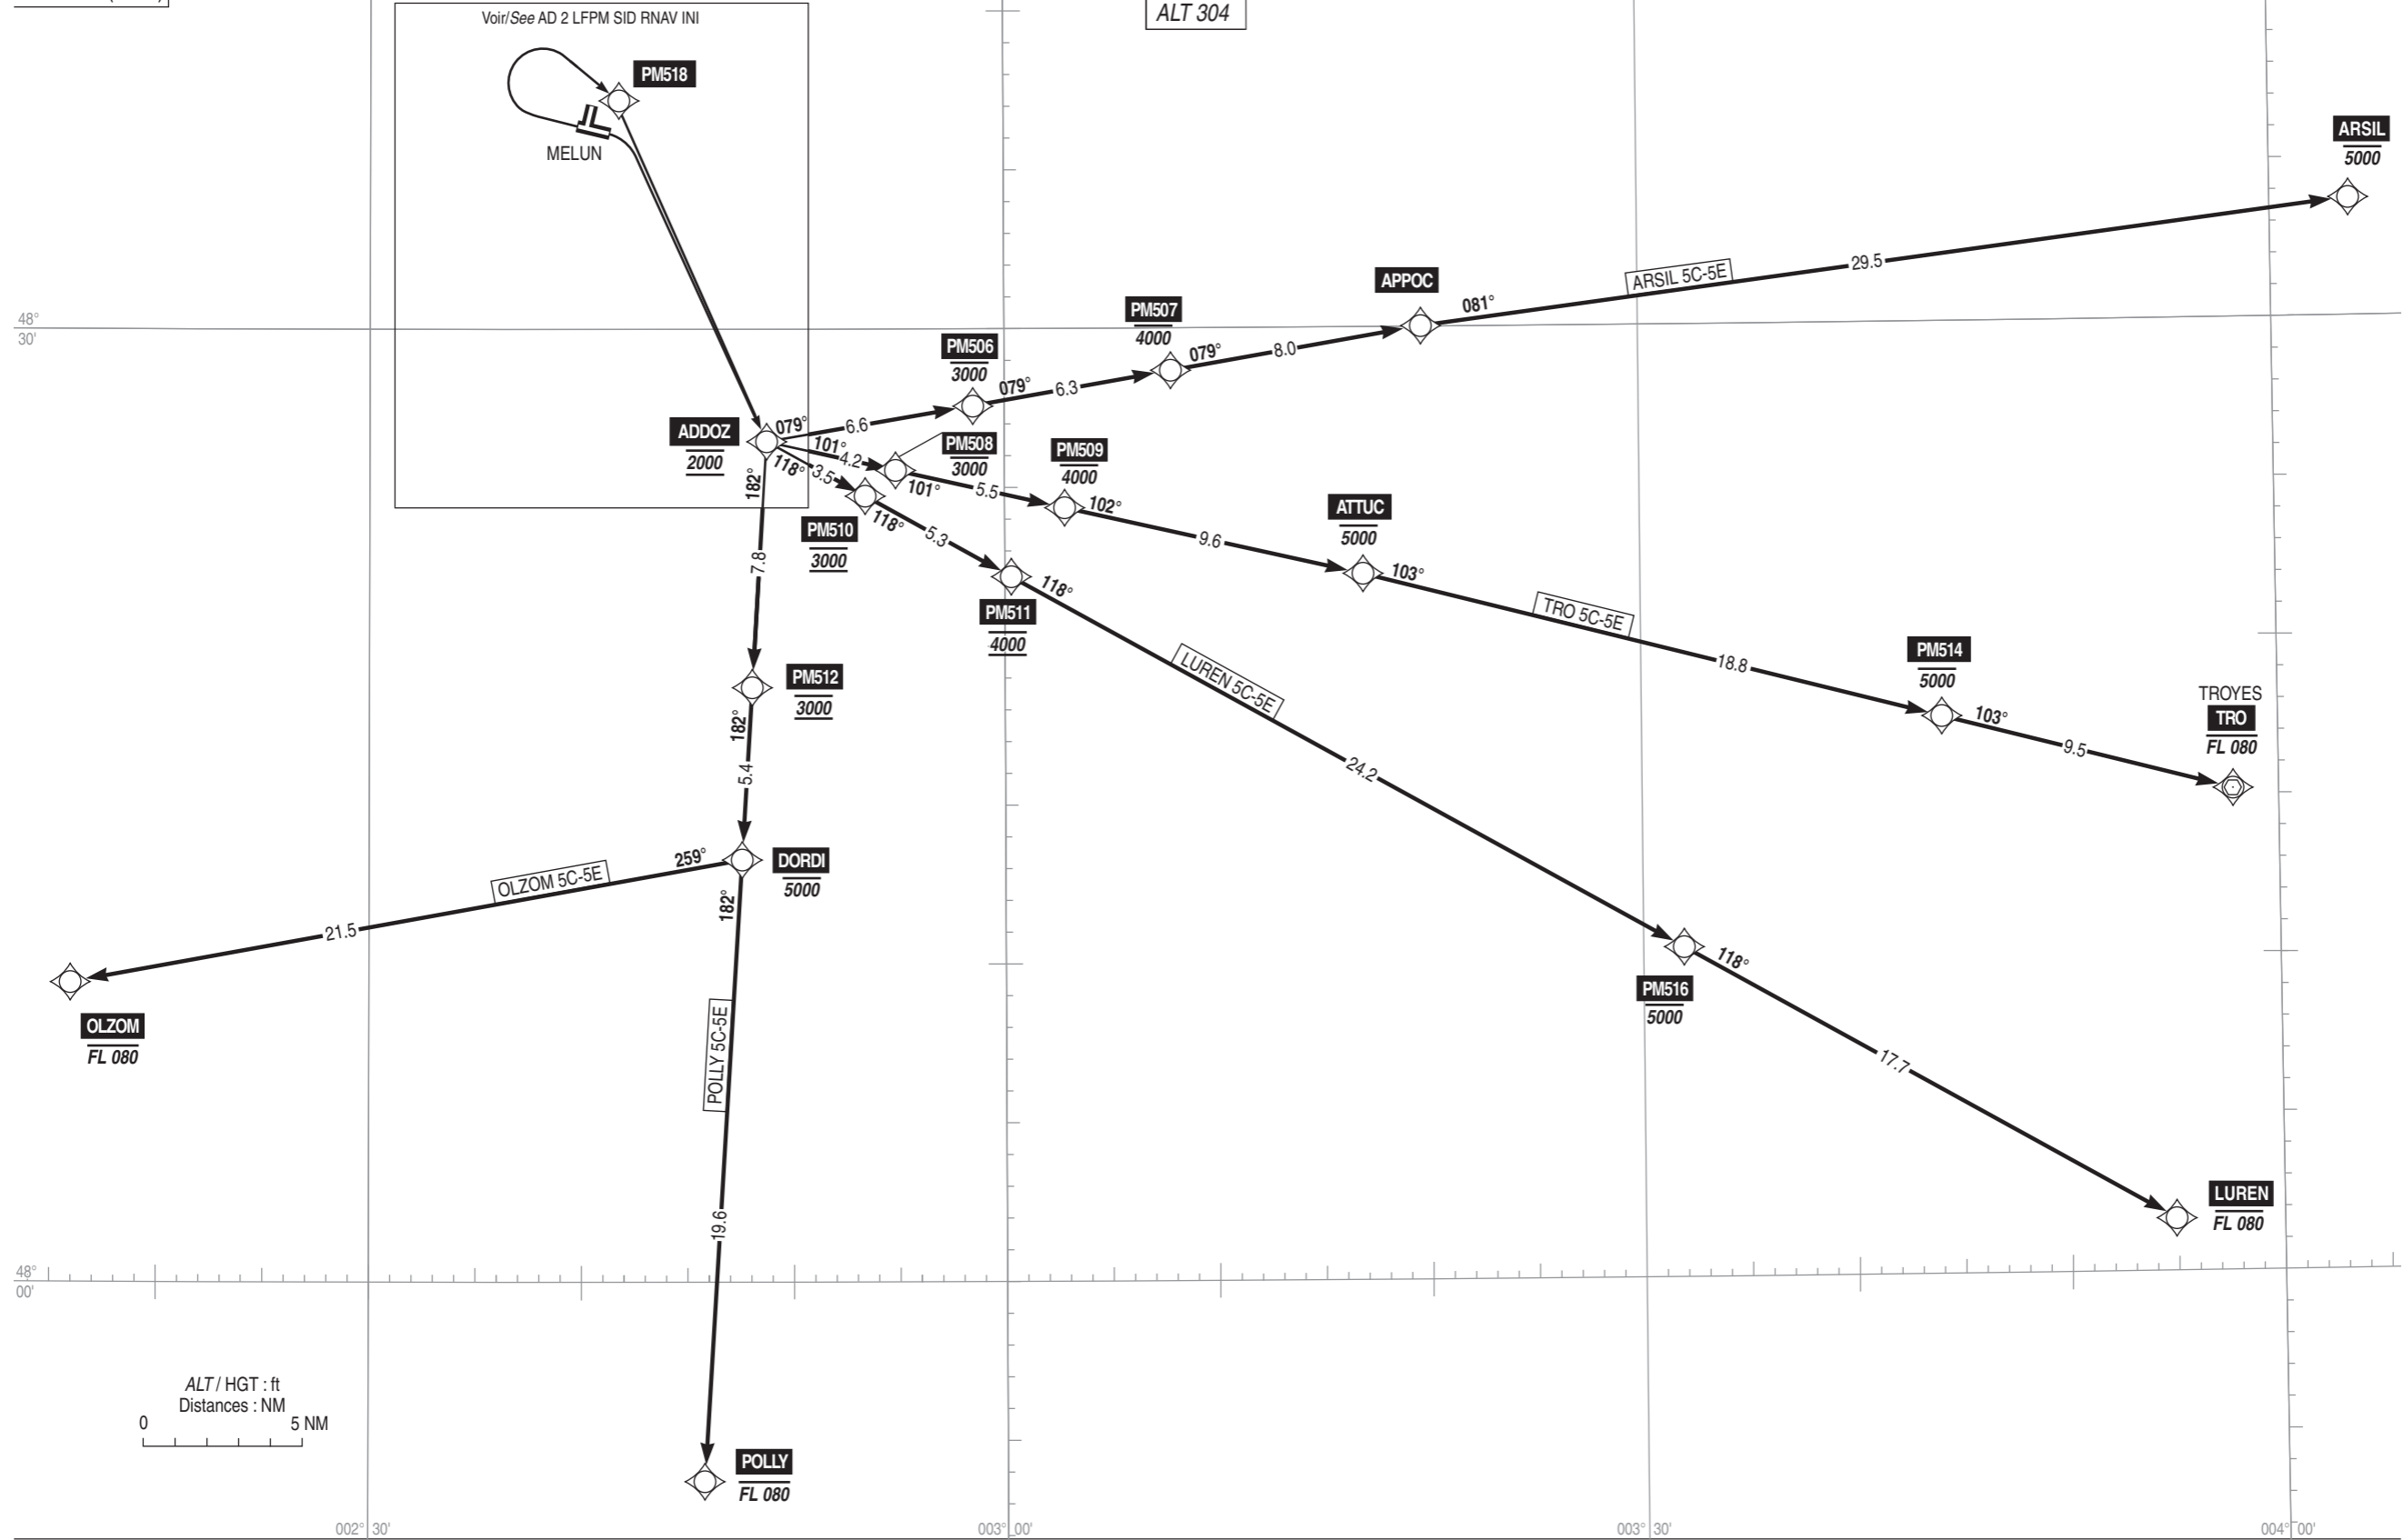 Voir/See AD 2 LFPM SID RNAV INI
ALT 304
PM518
MELUN
ARSIL
5000
APPOC
081°
ARSIL 5C-5E
29.5
PM507
4000
48°
30'
PM506
3000
079°
8.0
079°
6.3
ADDOZ
2000
079°
6.6
101°
4.2
PM508
3000
PM509
4000
118°
3.5
182°
101°
5.5
102°
ATTUC
5000
PM510
3000
118°
5.3
9.6
103°
7.8
PM511
4000
118°
TRO 5C-5E
PM512
3000
LUREN 5C-5E
18.8
PM514
5000
TROYES
TRO
FL 080
182°
103°
9.5
5.4
24.2
259°
DORDI
5000
OLZOM 5C-5E
182°
21.5
118°
PM516
5000
OLZOM
FL 080
POLLY 5C-5E
17.7
19.6
LUREN
FL 080
48°
00'
ALT / HGT : ft
Distances : NM
0 5 NM
POLLY
FL 080
002° 30'
003° 00'
003° 30'
004° 00'